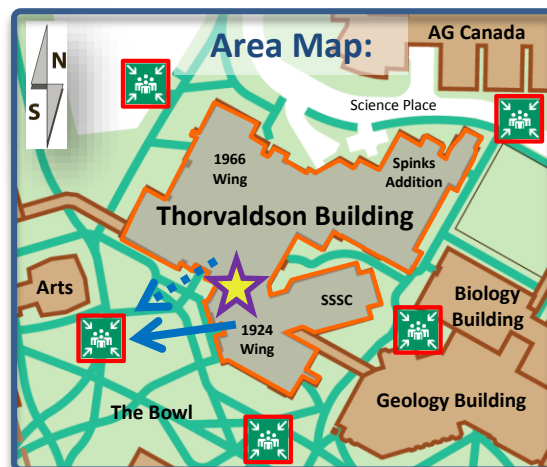 Area Map:
N
S
AG Canada
Science Place
1966
Wing
Spinks
Addition
Thorvaldson Building
Arts
SSSC
Biology
Building
1924
Wing
The Bowl
Geology Building